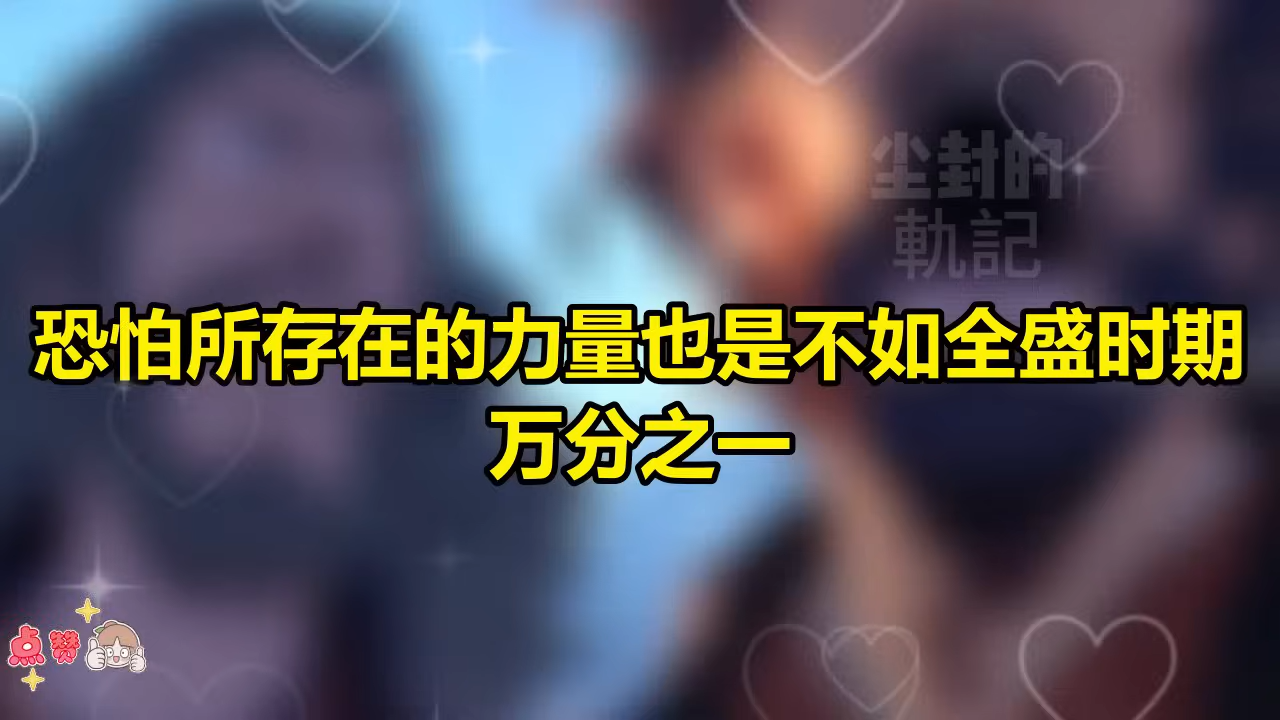 尘封的
軌記
恐怕所存在的力量也是不如全盛时期
万分之一
点赞